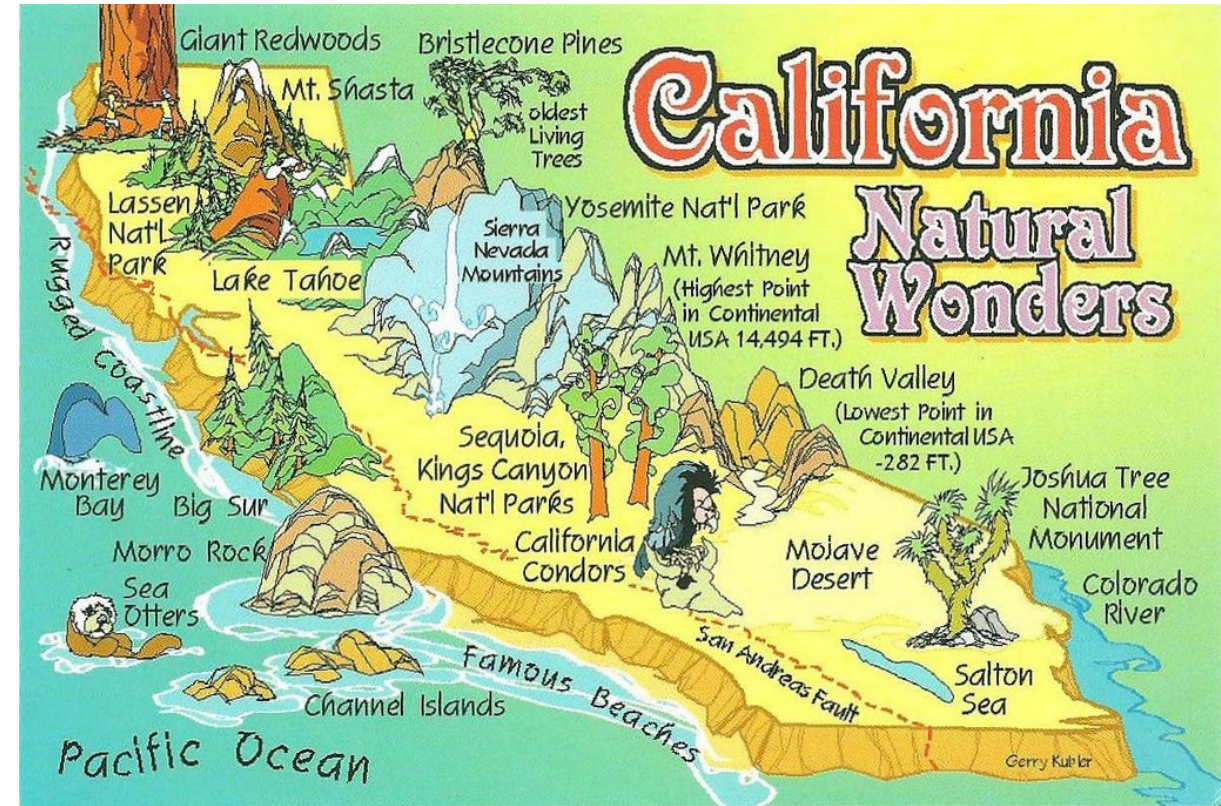 Giant Redwoods
Bristlecone Pines
California
Mt. Shasta
oldest
Living
Trees
Natural
Wonders
Lassen
Nat'l
Park
Yosemite Nat'l Park
Sierra
Nevada
Mountains
Mt. Whitney
(Highest Point
in Continental
USA 14,494 FT.)
Lake Tahoe
Rugged Coastline
Death Valley
(Lowest Point in
Continental USA
-282 FT.)
Sequoia,
Kings Canyon
Nat'l Parks
Monterey
Bay
Big Sur
Joshua Tree
National
Monument
Morro Rock
California
Condors
Mojave
Desert
Colorado
River
Sea
Otters
San Andreas Fault
Famous Beaches
Salton
Sea
Channel Islands
Pacific Ocean
Gerry Kubler